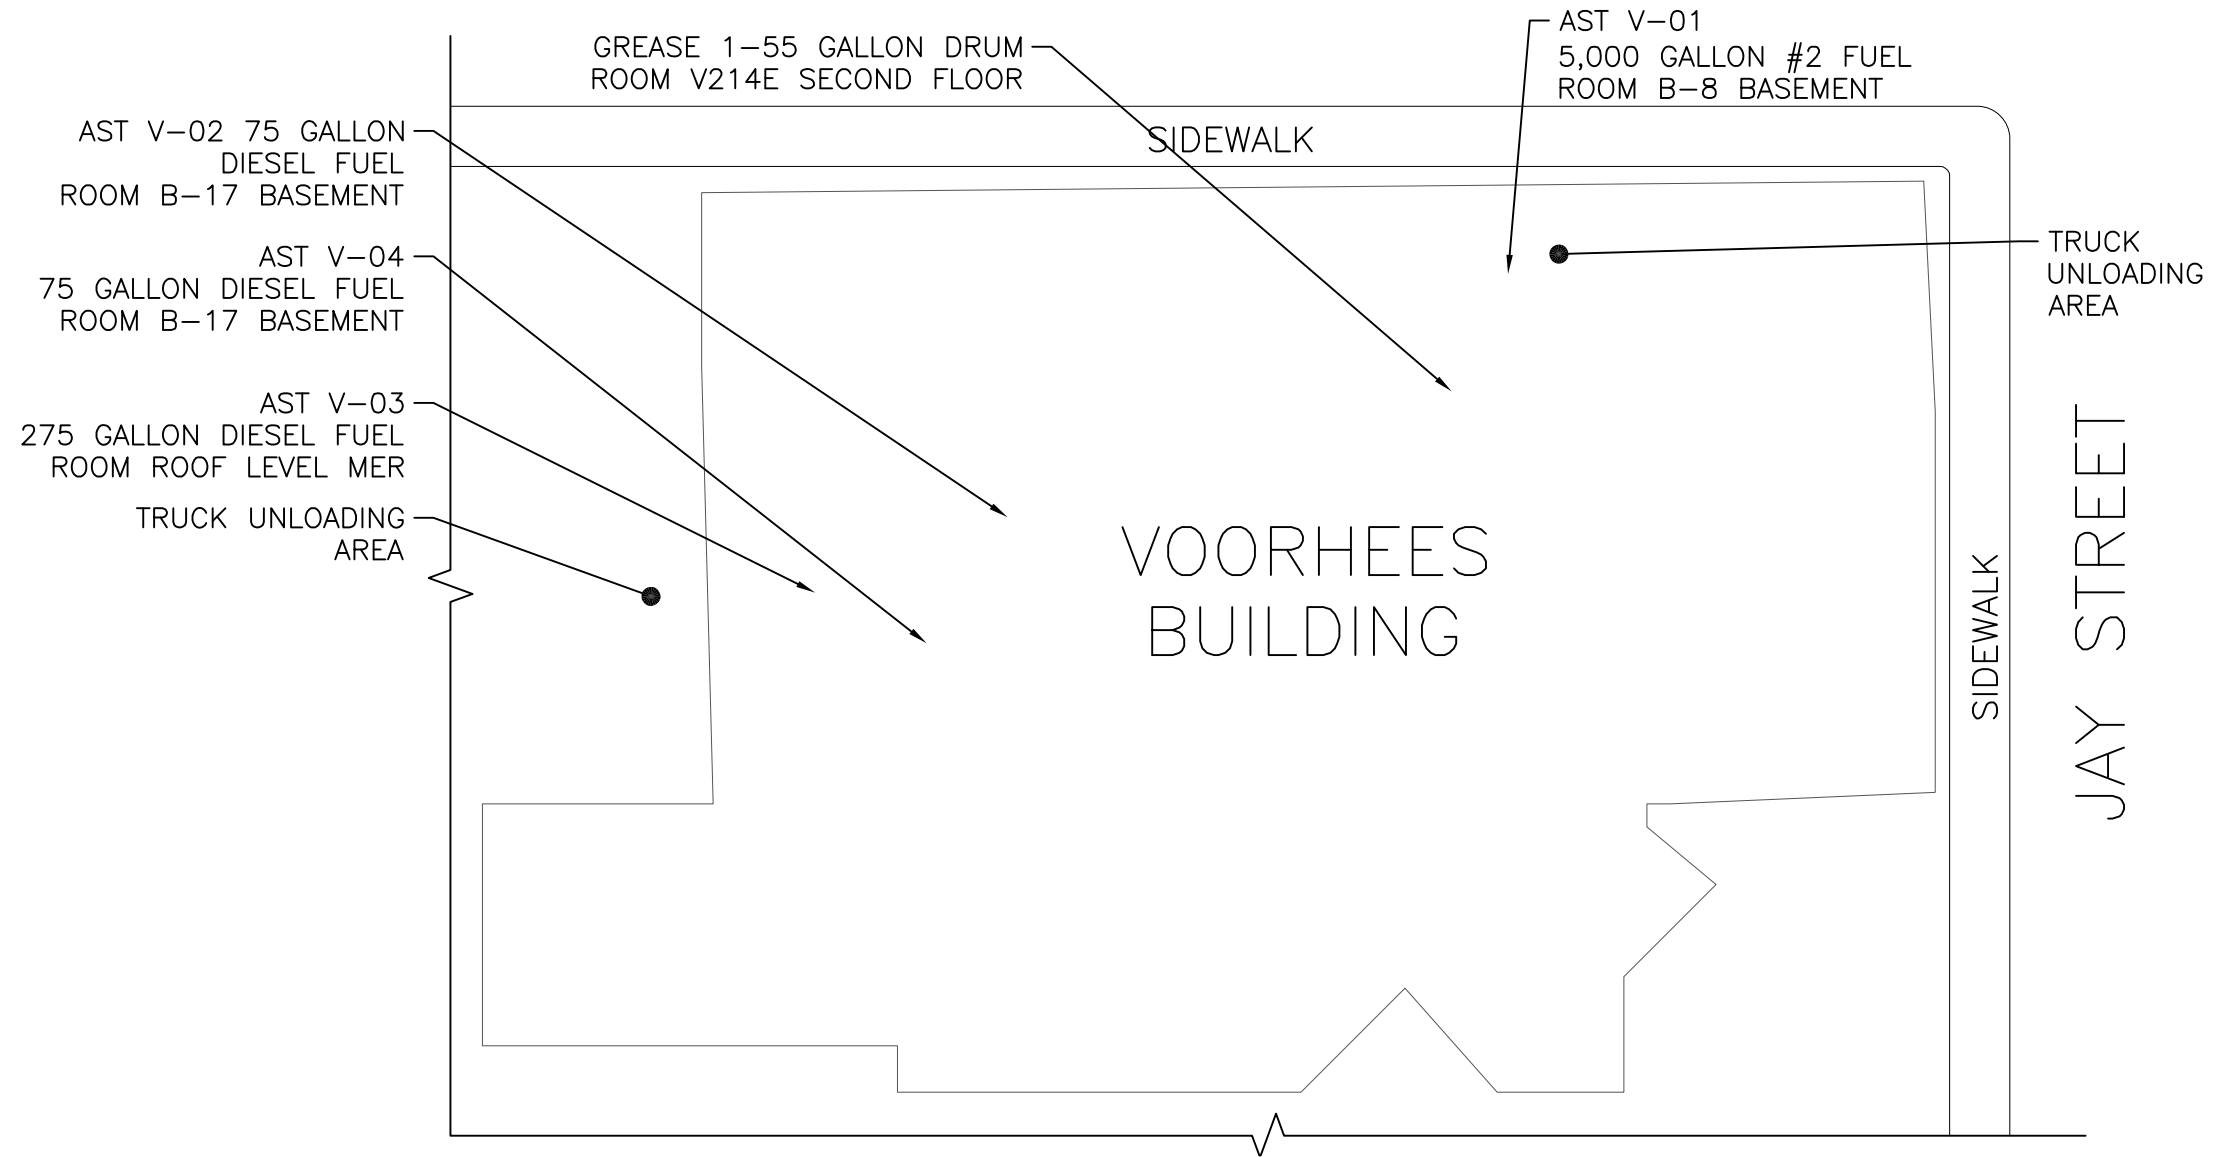 GREASE 1-55 GALLON DRUM
ROOM V214E SECOND FLOOR
AST V-01
5,000 GALLON #2 FUEL
ROOM B-8 BASEMENT
SIDEWALK
AST V-02 75 GALLON
DIESEL FUEL
ROOM B-17 BASEMENT
AST V-04
75 GALLON DIESEL FUEL
ROOM B-17 BASEMENT
AST V-03
275 GALLON DIESEL FUEL
ROOM ROOF LEVEL MER
TRUCK UNLOADING
AREA
TRUCK
UNLOADING
AREA
VOORHEES
BUILDING
SIDEWALK
JAY STREET